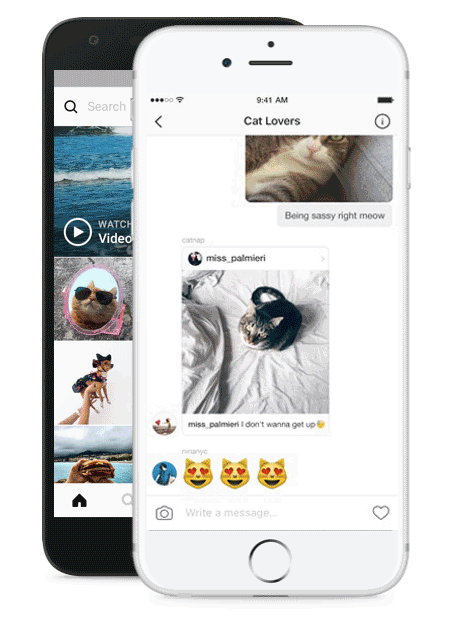 Search
WATCH
Video
9:41 AM
Cat Lovers
Being sassy right meow
catnap
miss_palmieri
miss_palmieri I don't wanna get up
ninanyc
Write a message...